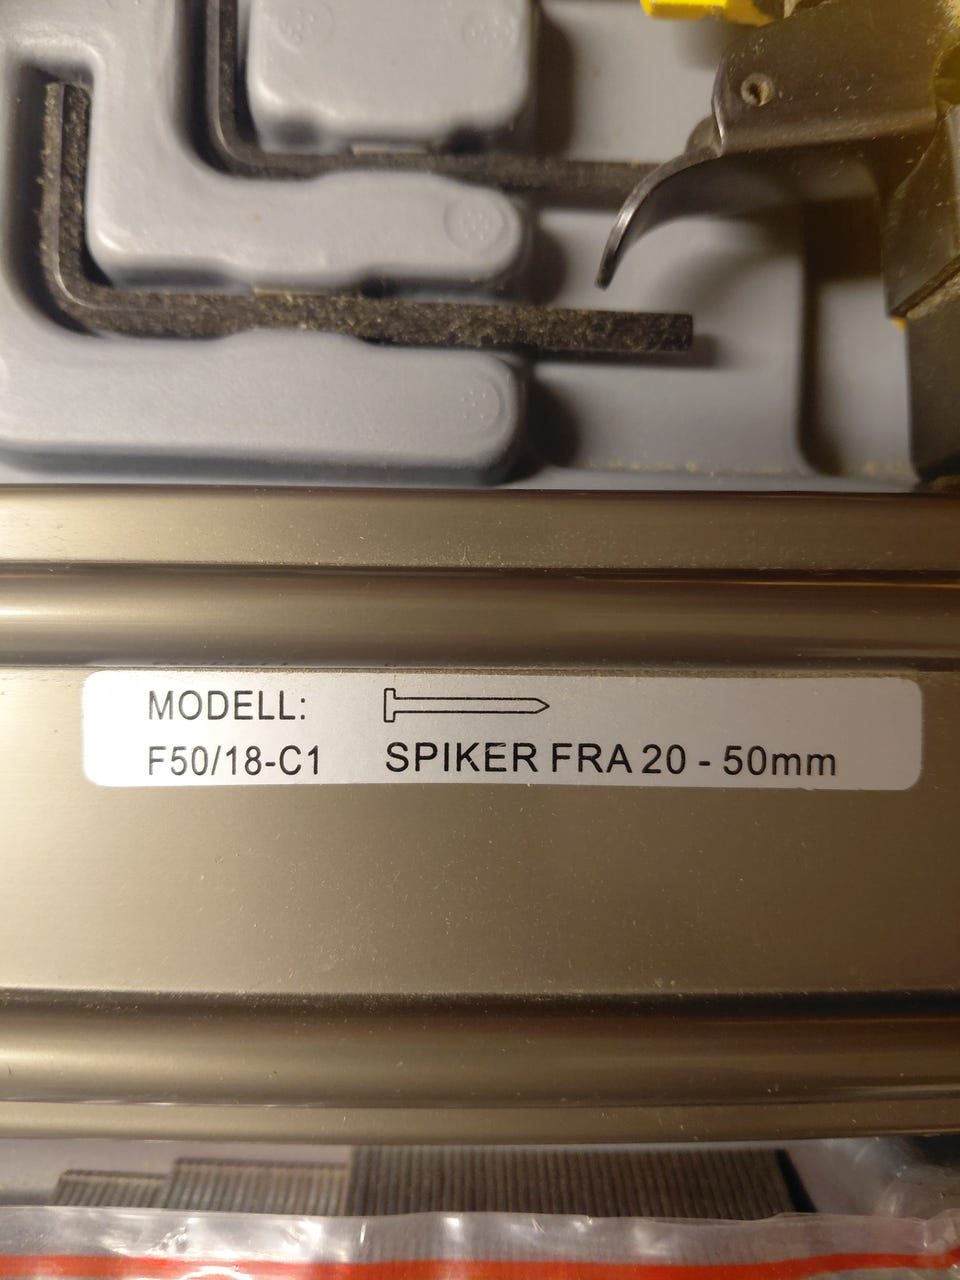 MODELL:
F50/18-C1 SPIKER FRA 20 - 50mm